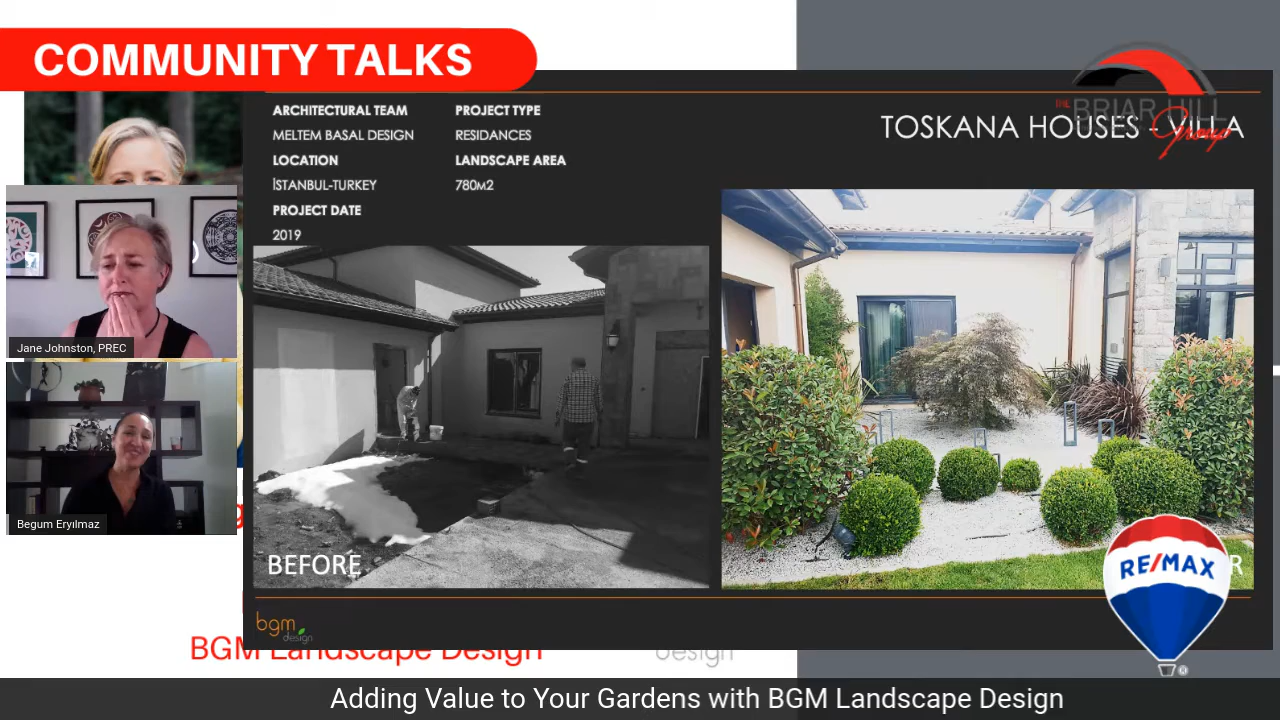 COMMUNITY TALKS
ARCHITECTURAL TEAM
MELTEM BASAL DESIGN
LOCATION
İSTANBUL-TURKEY
PROJECT DATE
2019
PROJECT TYPE
RESIDANCES
LANDSCAPE AREA
780M2
THE BRIAR HILL
Group
TOSKANA HOUSES - VILLA
Jane Johnston, PREC
Begum Eryılmaz
BEFORE
R
RE/MAX
®
bgm
design
BGM Landscape Design
design
Adding Value to Your Gardens with BGM Landscape Design